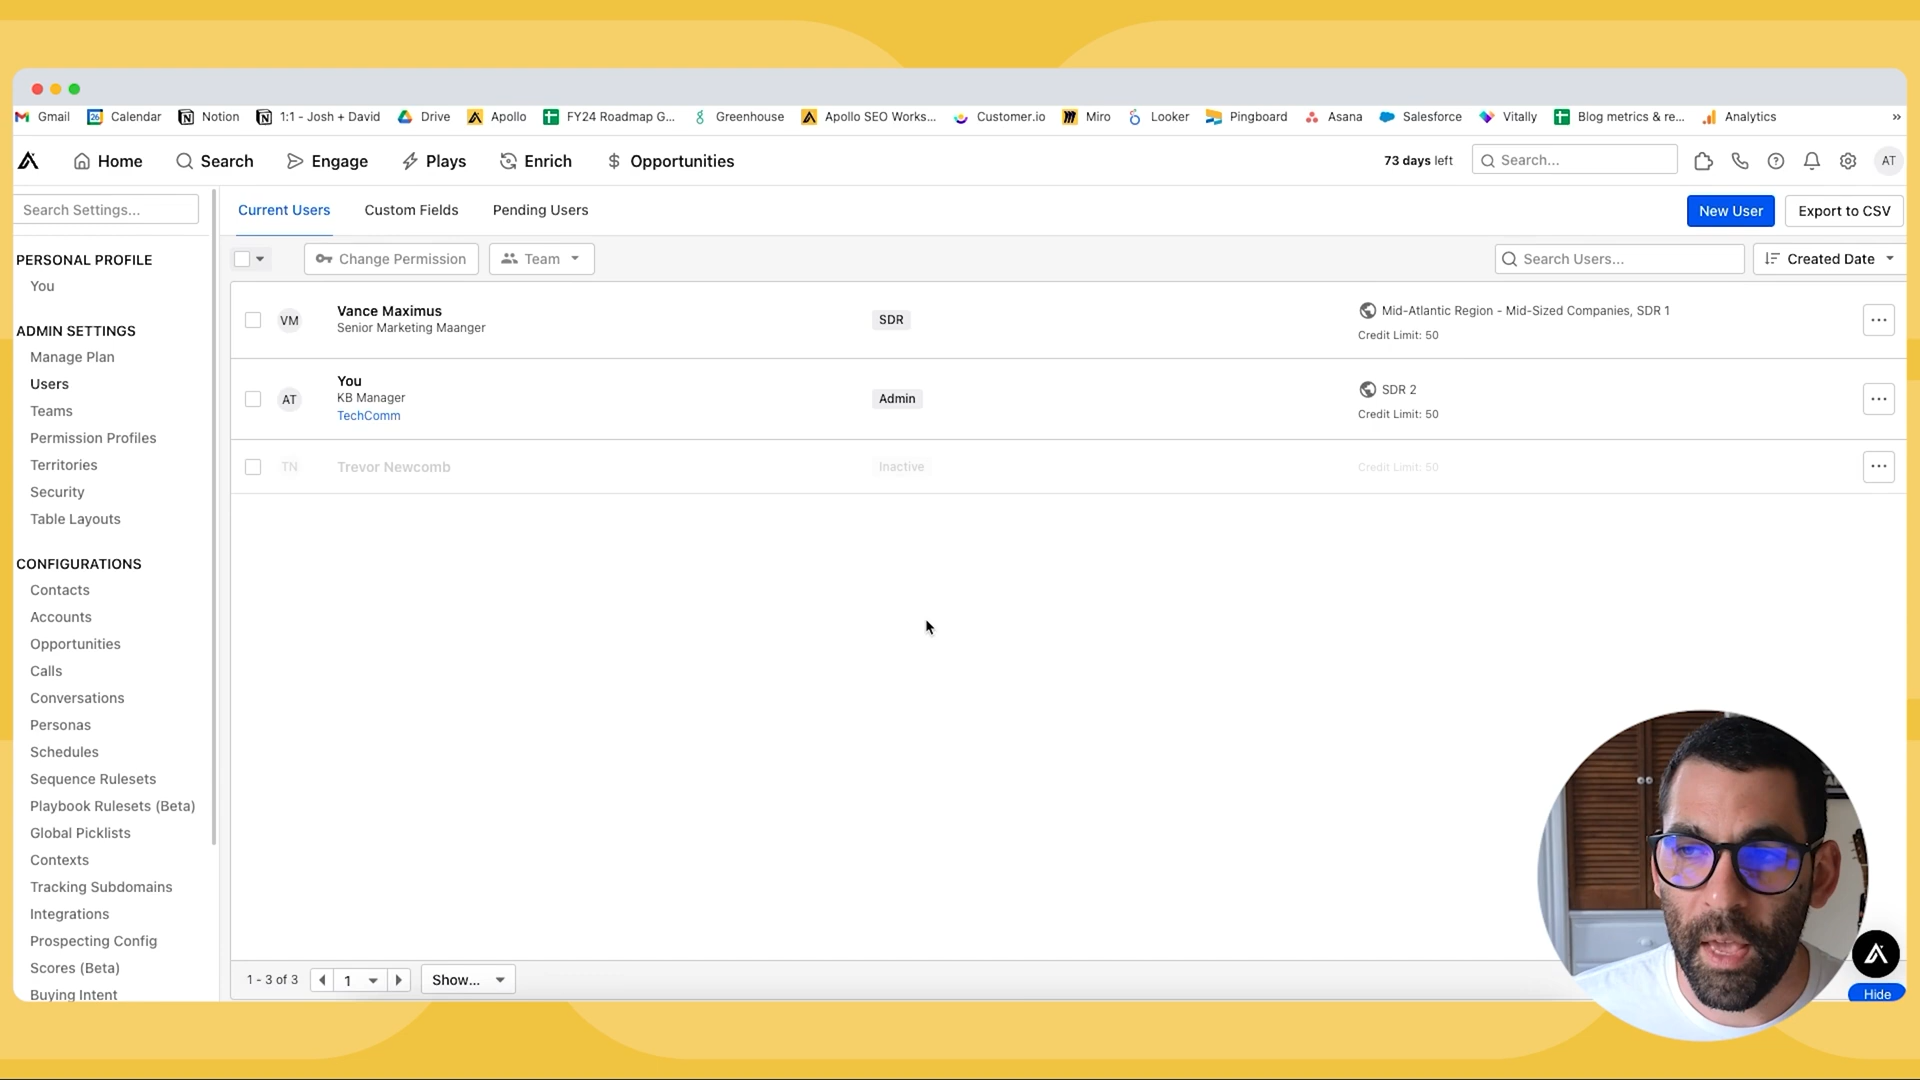 Gmail Calendar Notion 1:1 - Josh + David Drive Apollo FY24 Roadmap G... Greenhouse Apollo SEO Works... Customer.io Miro Looker Pingboard Asana Salesforce Vitally Blog metrics & re... Analytics »
Home Search Engage Plays Enrich $ Opportunities 73 days left Search... AT
Search Settings...
PERSONAL PROFILE
You
ADMIN SETTINGS
Manage Plan
Users
Teams
Permission Profiles
Territories
Security
Table Layouts
CONFIGURATIONS
Contacts
Accounts
Opportunities
Calls
Conversations
Personas
Schedules
Sequence Rulesets
Playbook Rulesets (Beta)
Global Picklists
Contexts
Tracking Subdomains
Integrations
Prospecting Config
Scores (Beta)
Buying Intent
Current Users Custom Fields Pending Users New User Export to CSV
Change Permission Team Search Users... Created Date
VM Vance Maximus SDR Mid-Atlantic Region - Mid-Sized Companies, SDR 1 ...
Senior Marketing Maanger Credit Limit: 50
You SDR 2
AT KB Manager Admin ...
TechComm Credit Limit: 50
TN Trevor Newcomb Inactive Credit Limit: 50 ...
1 - 3 of 3 1 Show...
Hide